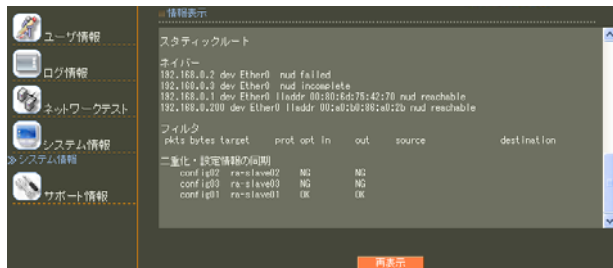 ユーザ情報
ログ情報
ネットワークテスト
システム情報
≫システム情報
サポート情報
»情報表示
スタティックルート
ネイバー
192.168.0.2 dev Ether0 nud failed
192.168.0.3 dev Ether0 nud incomplete
192.168.0.1 dev Ether0 lladdr 00:80:6d:75:42:70 nud reachable
192.168.0.200 dev Ether0 lladdr 00:a0:b0:86:a0:2b nud reachable
フィルタ
pkts bytes target prot opt in out source destination
二重化・設定情報の同期
config02 ra-slave02 NG NG
config03 ra-slave03 NG NG
config01 ra-slave01 OK OK
再表示